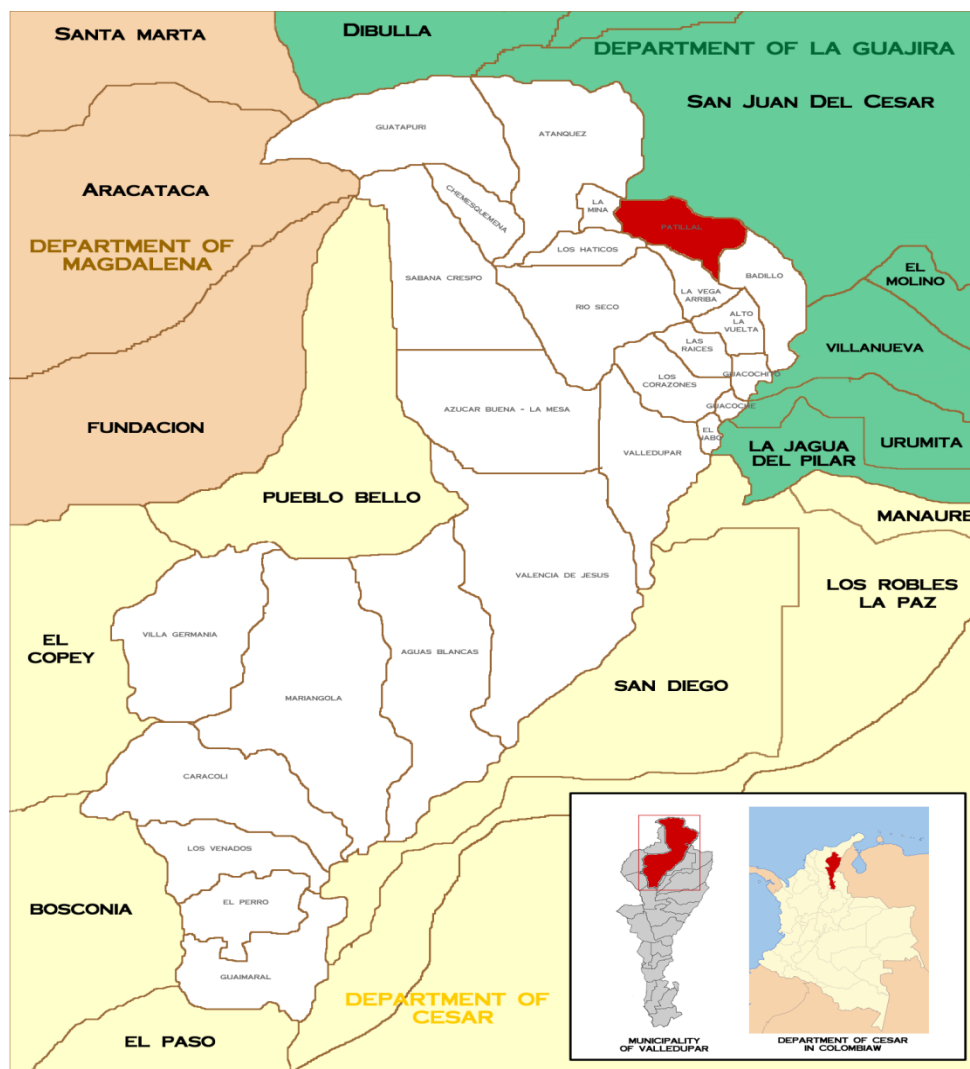 SANTA MARTA
DIBULLA
DEPARTMENT OF LA GUAJIRA
SAN JUAN DEL CESAR
GUATAPURI
ATANQUEZ
ARACATACA
CHEMESQUEMENA
LA
MINA
PATILLAL
DEPARTMENT OF
MAGDALENA
LOS HATICOS
SABANA CRESPO
BADILLO
EL
MOLINO
LA VEGA
ARRIBA
RIO SECO
ALTO
LA
VUELTA
LAS
RAICES
VILLANUEVA
GUACOCHITO
LOS
CORAZONES
AZUCAR BUENA - LA MESA
GUACOCHE
FUNDACION
EL
JABO
VALLEDUPAR
LA JAGUA
DEL PILAR
URUMITA
PUEBLO BELLO
MANAURE
VALENCIA DE JESUS
LOS ROBLES
LA PAZ
EL
COPEY
VILLA GERMANIA
AGUAS BLANCAS
MARIANGOLA
SAN DIEGO
CARACOLI
LOS VENADOS
BOSCONIA
EL PERRO
GUAIMARAL
DEPARTMENT OF
CESAR
EL PASO
MUNICIPALITY
OF VALLEDUPAR
DEPARTMENT OF CESAR
IN COLOMBIAW